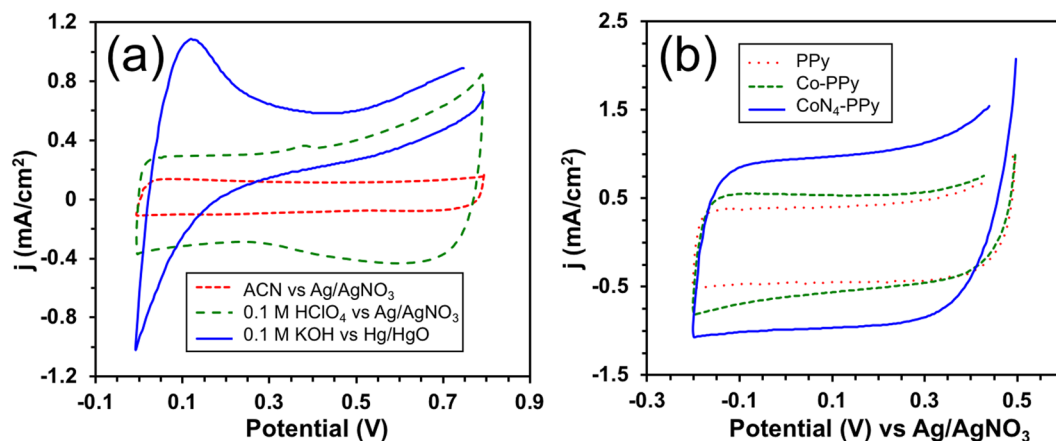 (a)
j (mA/cm²)
1.2
0.8
0.4
0
-0.4
-0.8
-1.2
ACN vs Ag/AgNO₃
0.1 M HClO₄ vs Ag/AgNO₃
0.1 M KOH vs Hg/HgO
-0.1 0.1 0.3 0.5 0.7 0.9
Potential (V)
(b)
j (mA/cm²)
2.5
1.5
0.5
-0.5
-1.5
PPy
Co-PPy
CoN₄-PPy
-0.3 -0.1 0.1 0.3 0.5
Potential (V) vs Ag/AgNO₃